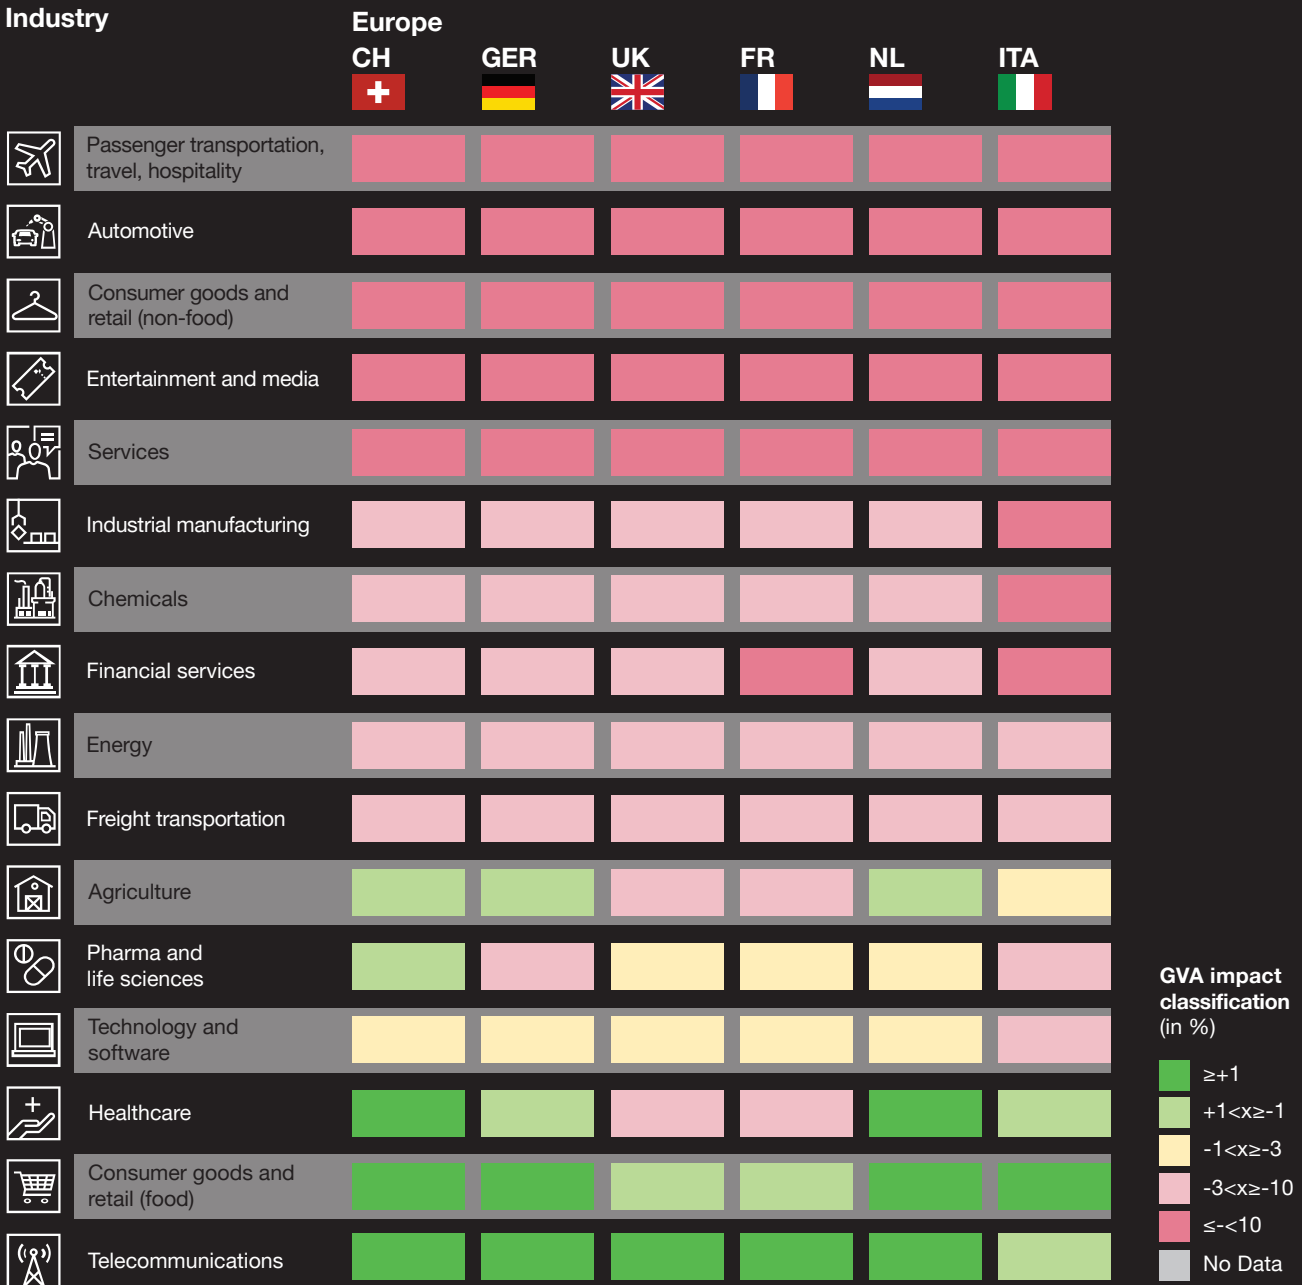 Industry
Europe
CH GER UK FR NL ITA
Passenger transportation,
travel, hospitality
Automotive
Consumer goods and
retail (non-food)
Entertainment and media
Services
Industrial manufacturing
Chemicals
Financial services
Energy
Freight transportation
Agriculture
Pharma and
life sciences
Technology and
software
Healthcare
Consumer goods and
retail (food)
Telecommunications
GVA impact
classification
(in %)
≥+1
+1<x≥-1
-1<x≥-3
-3<x≥-10
≤-<10
No Data